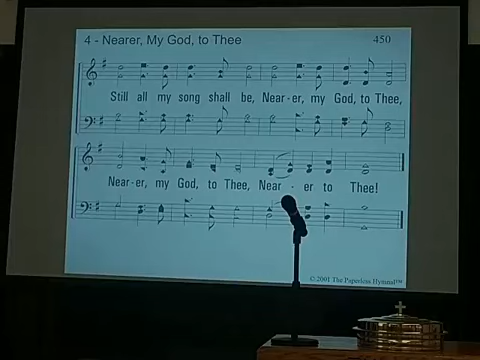 4 - Nearer, My God, to Thee 450
Still all my song shall be, Near-er, my God, to Thee,
Near-er, my God, to Thee, Near - er to Thee!
© 2001 The Paperless Hymnal™